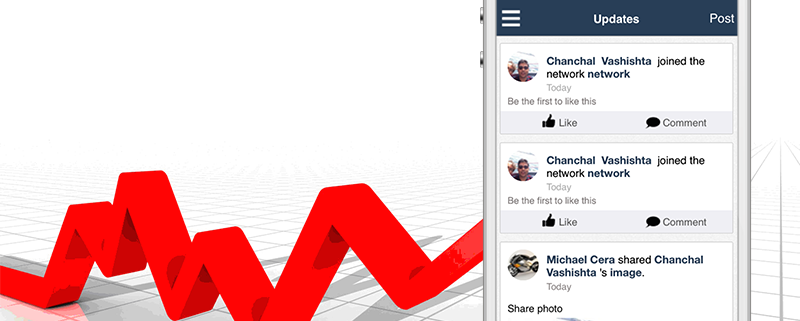 Updates Post
Chanchal Vashishta joined the
network network
Today
Be the first to like this
Like Comment
Chanchal Vashishta joined the
network network
Today
Be the first to like this
Like Comment
Michael Cera shared Chanchal
Vashishta 's image.
Today
Share photo